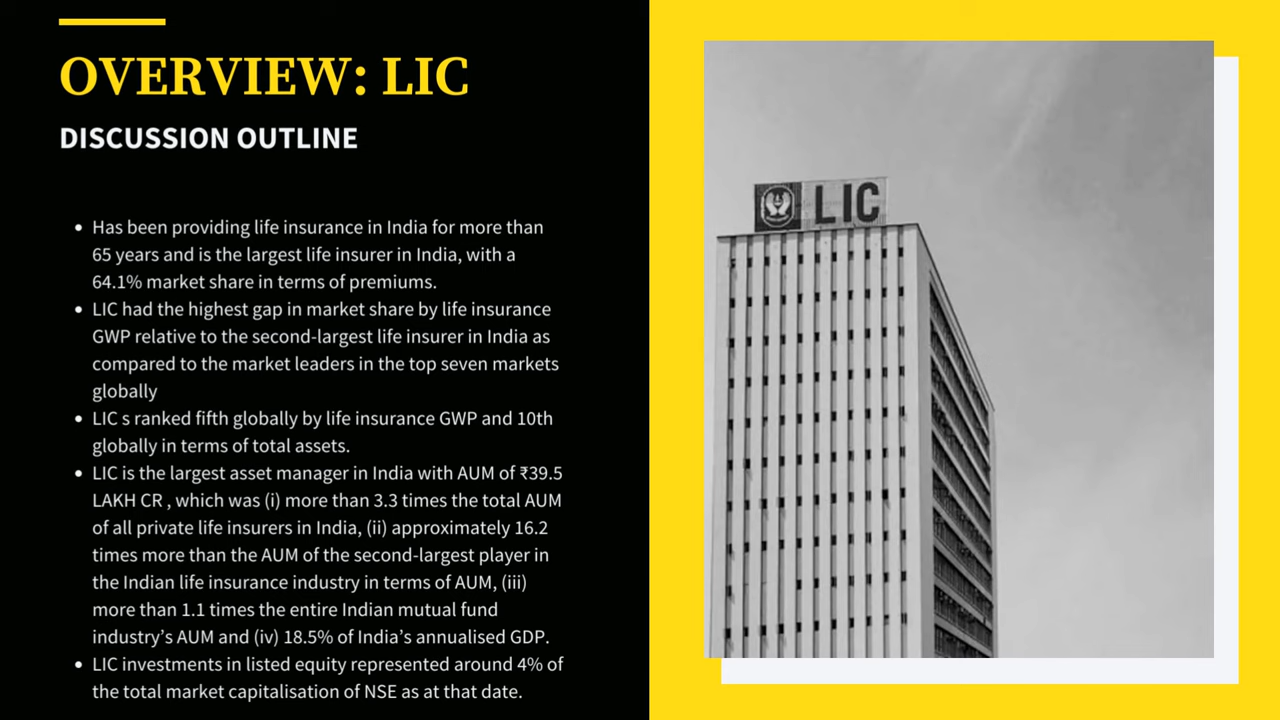 OVERVIEW: LIC
DISCUSSION OUTLINE
• Has been providing life insurance in India for more than
65 years and is the largest life insurer in India, with a
64.1% market share in terms of premiums.
• LIC had the highest gap in market share by life insurance
GWP relative to the second-largest life insurer in India as
compared to the market leaders in the top seven markets
globally
• LIC s ranked fifth globally by life insurance GWP and 10th
globally in terms of total assets.
• LIC is the largest asset manager in India with AUM of ₹39.5
LAKH CR , which was (i) more than 3.3 times the total AUM
of all private life insurers in India, (ii) approximately 16.2
times more than the AUM of the second-largest player in
the Indian life insurance industry in terms of AUM, (iii)
more than 1.1 times the entire Indian mutual fund
industry’s AUM and (iv) 18.5% of India’s annualised GDP.
• LIC investments in listed equity represented around 4% of
the total market capitalisation of NSE as at that date.
LIC